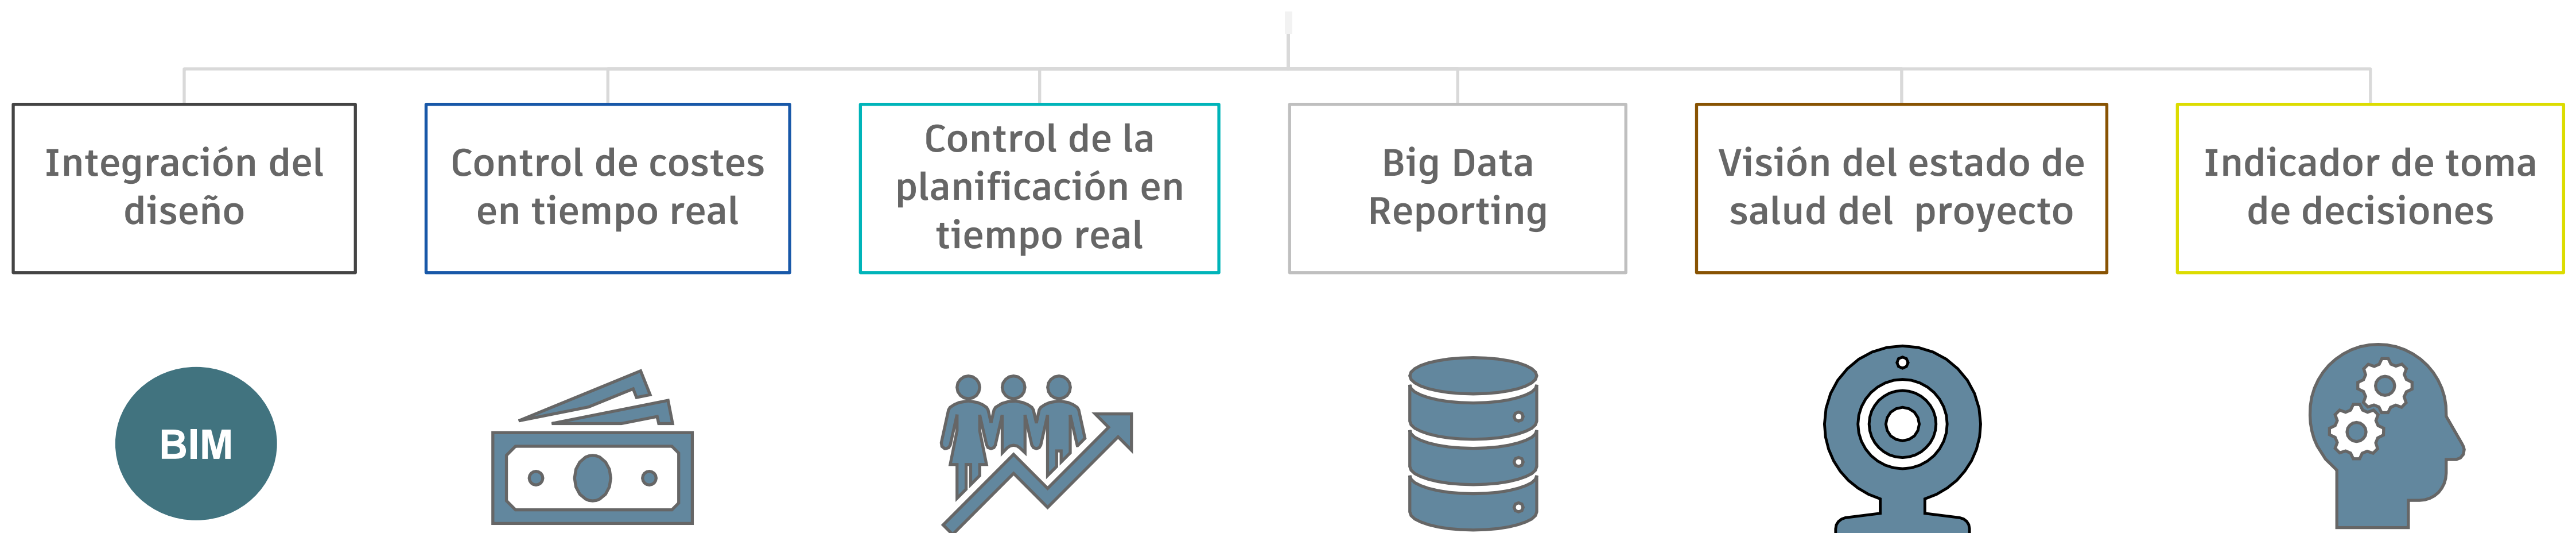 Integración del
diseño
Control de costes
en tiempo real
Control de la
planificación en
tiempo real
Big Data
Reporting
Visión del estado de
salud del  proyecto
Indicador de toma
de decisiones
BIM